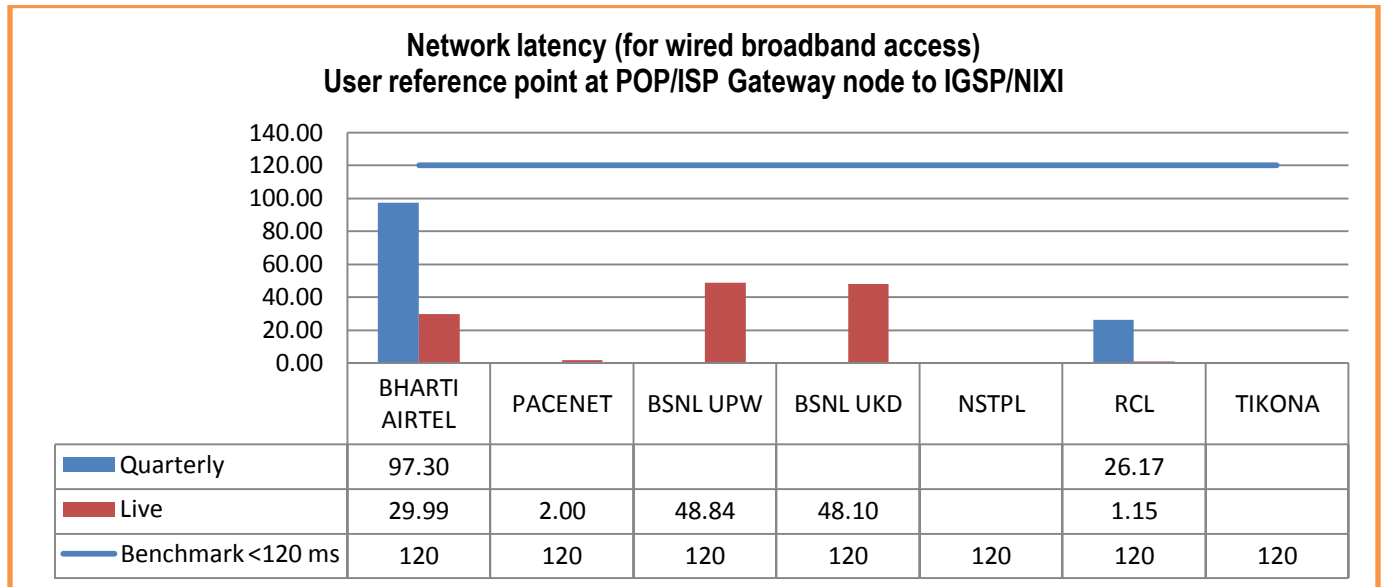 Network latency (for wired broadband access)
User reference point at POP/ISP Gateway node to IGSP/NIXI
140.00
120.00
100.00
80.00
60.00
40.00
20.00
0.00
BHARTI AIRTEL PACENET BSNL UPW BSNL UKD NSTPL RCL TIKONA
Quarterly 97.30 26.17
Live 29.99 2.00 48.84 48.10 1.15
Benchmark <120 ms 120 120 120 120 120 120 120